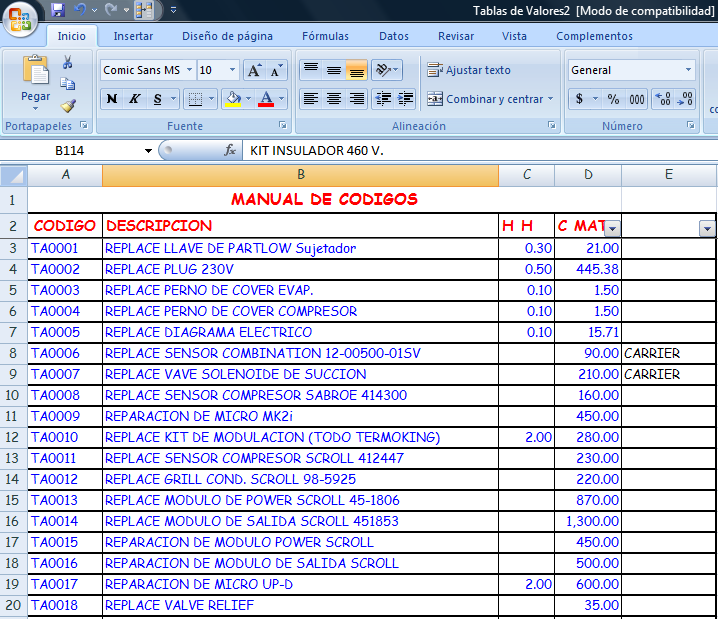 Tablas de Valores2 [Modo de compatibilidad]
Inicio Insertar Diseño de página Fórmulas Datos Revisar Vista Complementos
Pegar
Comic Sans MS 10 A A
N K S A
Ajustar texto
Combinar y centrar
General
$ % 000
Portapapeles Fuente Alineación Número
B114 fx KIT INSULADOR 460 V.
A B C D E
1 MANUAL DE CODIGOS
2 CODIGO DESCRIPCION H H C MAT
3 TA0001 REPLACE LLAVE DE PARTLOW Sujetador 0.30 21.00
4 TA0002 REPLACE PLUG 230V 0.50 445.38
5 TA0003 REPLACE PERNO DE COVER EVAP. 0.10 1.50
6 TA0004 REPLACE PERNO DE COVER COMPRESOR 0.10 1.50
7 TA0005 REPLACE DIAGRAMA ELECTRICO 0.10 15.71
8 TA0006 REPLACE SENSOR COMBINATION 12-00500-01SV 90.00 CARRIER
9 TA0007 REPLACE VAVE SOLENOIDE DE SUCCION 210.00 CARRIER
10 TA0008 REPLACE SENSOR COMPRESOR SABROE 414300 160.00
11 TA0009 REPARACION DE MICRO MK2i 450.00
12 TA0010 REPLACE KIT DE MODULACION (TODO TERMOKING) 2.00 280.00
13 TA0011 REPLACE SENSOR COMPRESOR SCROLL 412447 230.00
14 TA0012 REPLACE GRILL COND. SCROLL 98-5925 220.00
15 TA0013 REPLACE MODULO DE POWER SCROLL 45-1806 870.00
16 TA0014 REPLACE MODULO DE SALIDA SCROLL 451853 1,300.00
17 TA0015 REPARACION DE MODULO POWER SCROLL 450.00
18 TA0016 REPARACION DE MODULO DE SALIDA SCROLL 500.00
19 TA0017 REPARACION DE MICRO UP-D 2.00 600.00
20 TA0018 REPLACE VALVE RELIEF 35.00